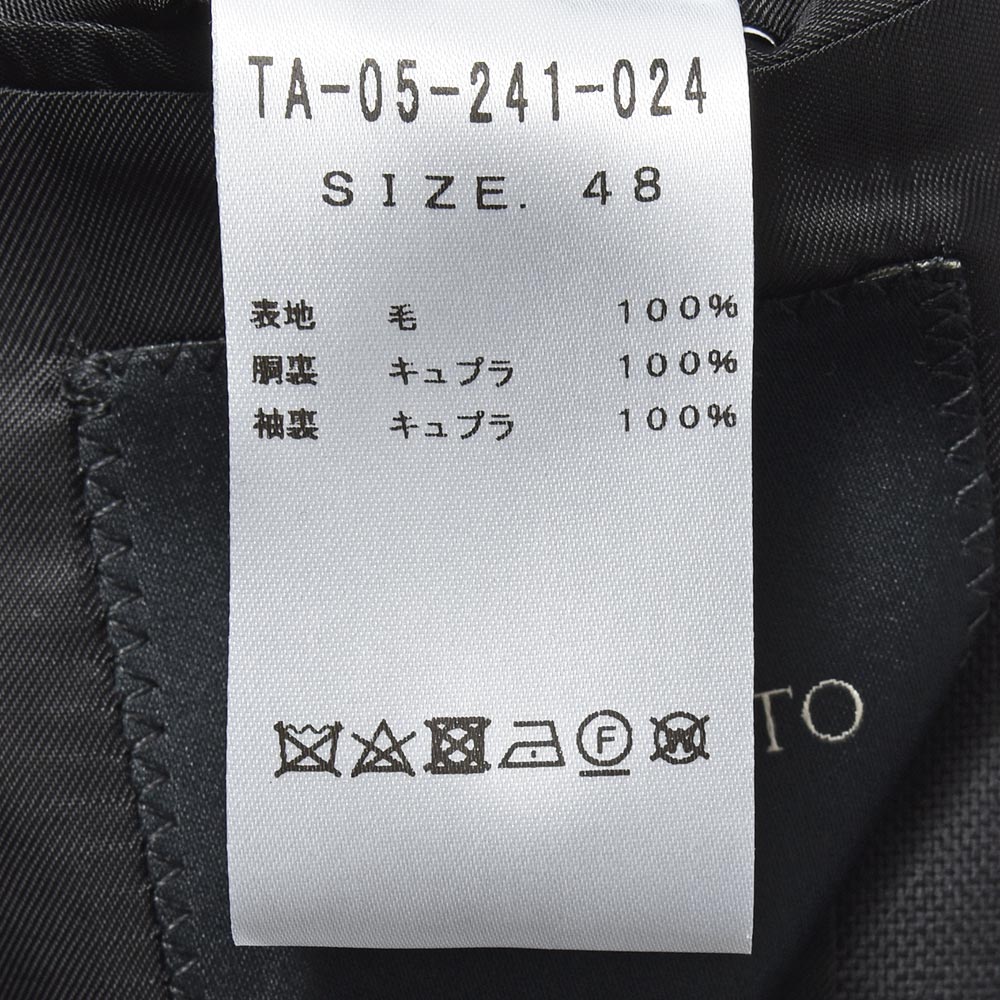 TA-05-241-024
SIZE. 48
表地 毛 100%
胴裏 キュプラ 100%
袖裏 キュプラ 100%
F W
TO